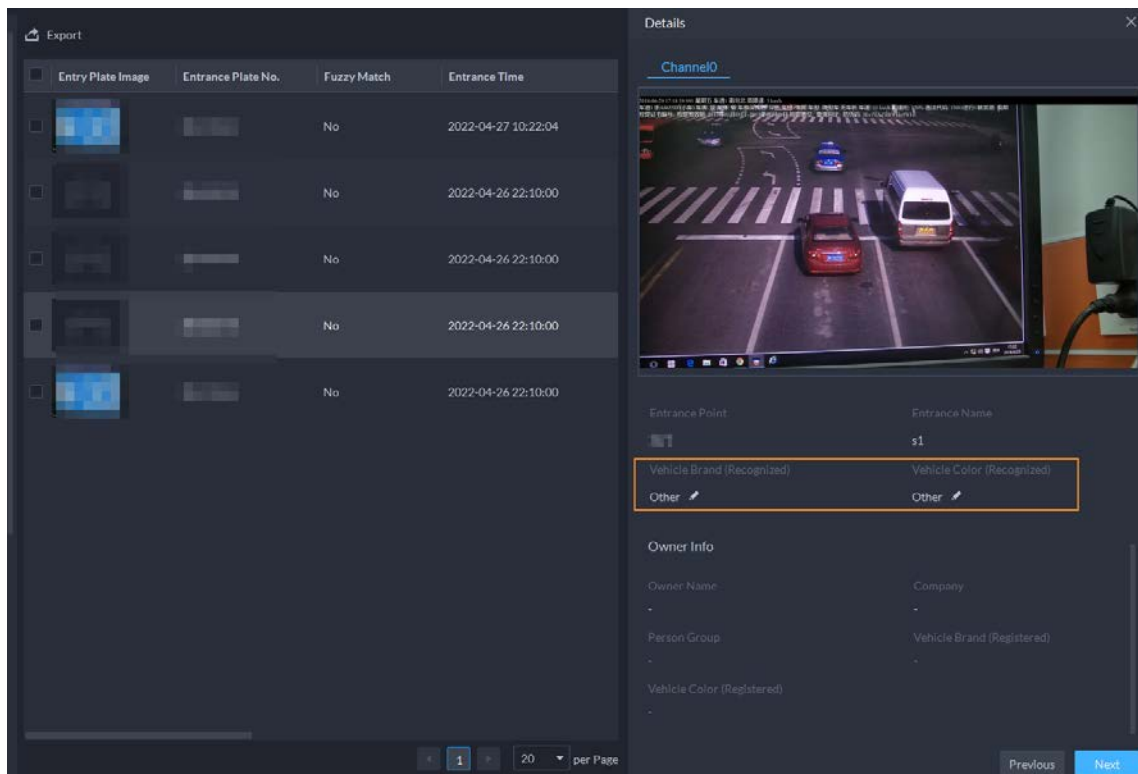 Export
Entry Plate Image Entrance Plate No. Fuzzy Match Entrance Time
No 2022-04-27 10:22:04
No 2022-04-26 22:10:00
No 2022-04-26 22:10:00
No 2022-04-26 22:10:00
No 2022-04-26 22:10:00
1 20 per Page
Details
Channel0
Entrance Point Entrance Name
s1
Vehicle Brand (Recognized) Vehicle Color (Recognized)
Other Other
Owner Info
Owner Name Company
- -
Person Group Vehicle Brand (Registered)
- -
Vehicle Color (Registered)
-
Previous Next